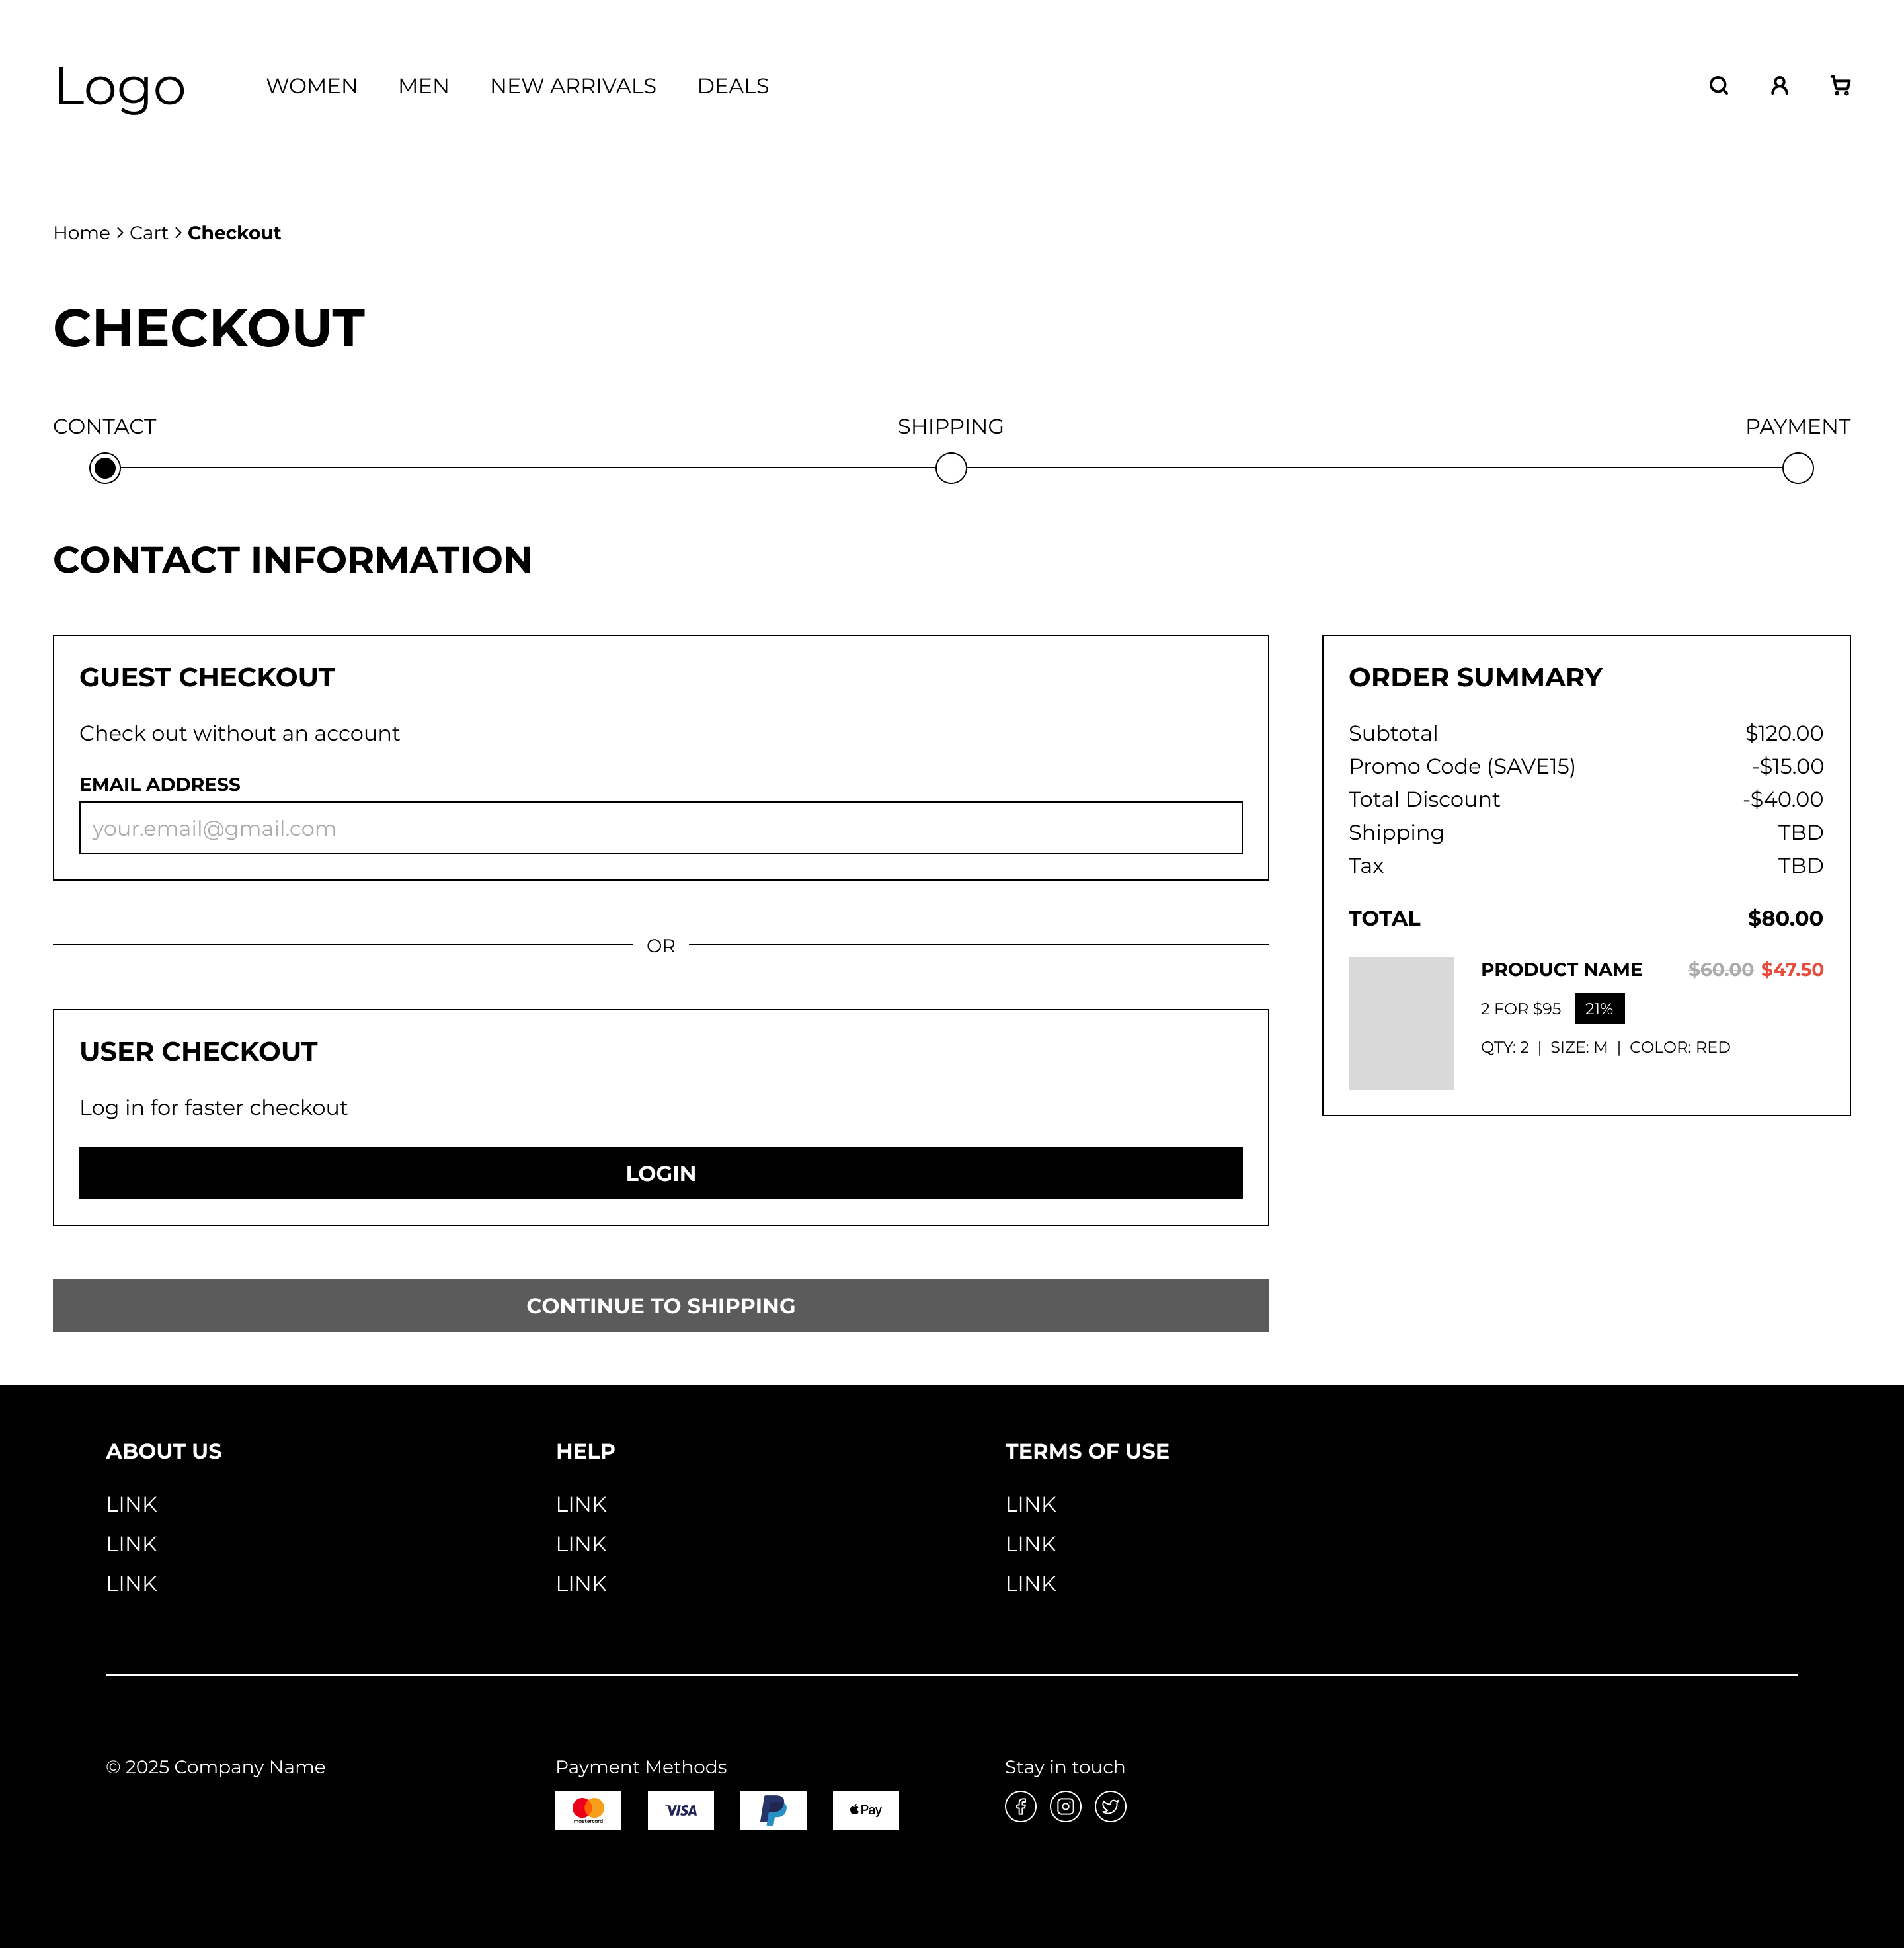 Logo
WOMEN MEN NEW ARRIVALS DEALS
Home > Cart > Checkout
CHECKOUT
CONTACT SHIPPING PAYMENT
CONTACT INFORMATION
GUEST CHECKOUT
Check out without an account
EMAIL ADDRESS
your.email@gmail.com
OR
USER CHECKOUT
Log in for faster checkout
LOGIN
CONTINUE TO SHIPPING
ORDER SUMMARY
Subtotal $120.00
Promo Code (SAVE15) -$15.00
Total Discount -$40.00
Shipping TBD
Tax TBD
TOTAL $80.00
PRODUCT NAME $60.00 $47.50
2 FOR $95 21%
QTY: 2 | SIZE: M | COLOR: RED
ABOUT US
LINK
LINK
LINK
HELP
LINK
LINK
LINK
TERMS OF USE
LINK
LINK
LINK
© 2025 Company Name
Payment Methods
mastercard VISA Pay
Stay in touch